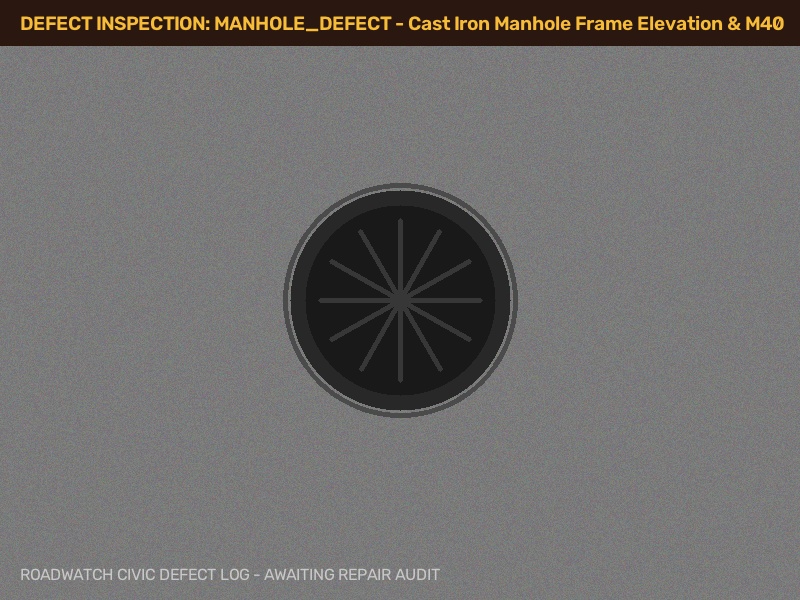 DEFECT INSPECTION: MANHOLE_DEFECT - Cast Iron Manhole Frame Elevation & M40
ROADWATCH CIVIC DEFECT LOG - AWAITING REPAIR AUDIT